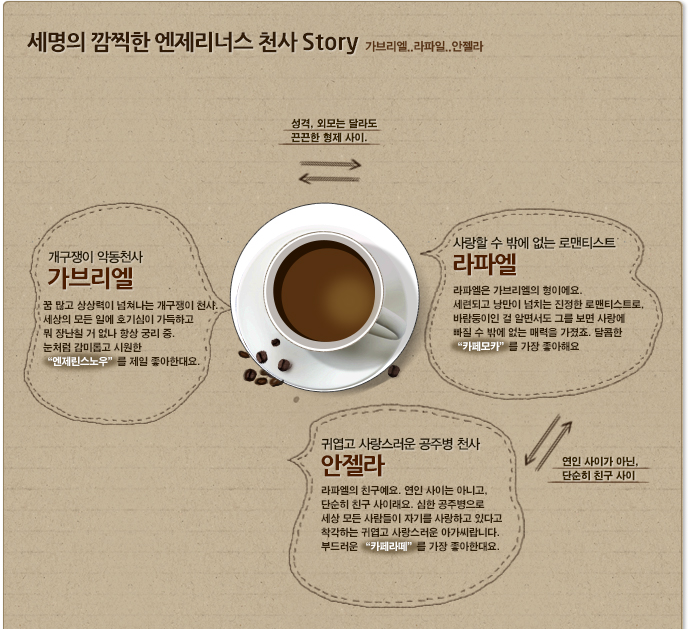 세명의 깜찍한 엔제리너스 천사 Story 가브리엘..라파일..안젤라
성격, 외모는 달라도
끈끈한 형제 사이.
개구쟁이 악동천사
가브리엘
꿈 많고 상상력이 넘쳐나는 개구쟁이 천사.
세상의 모든 일에 호기심이 가득하고
뭐 장난칠 거 없나 항상 궁리 중.
눈처럼 감미롭고 시원한
“엔제린스노우” 를 제일 좋아한대요.
사랑할 수 밖에 없는 로맨티스트
라파엘
라파엘은 가브리엘의 형이에요.
세련되고 낭만이 넘치는 진정한 로맨티스트로,
바람둥이인 걸 알면서도 그를 보면 사랑에
빠질 수 밖에 없는 매력을 가졌죠. 달콤한
“카페모카” 를 가장 좋아해요
귀엽고 사랑스러운 공주병 천사
안젤라
라파엘의 친구에요. 연인 사이는 아니고,
단순히 친구 사이래요. 심한 공주병으로
세상 모든 사람들이 자기를 사랑하고 있다고
착각하는 귀엽고 사랑스러운 아가씨랍니다.
부드러운 “카페라떼” 를 가장 좋아한대요.
연인 사이가 아닌,
단순히 친구 사이